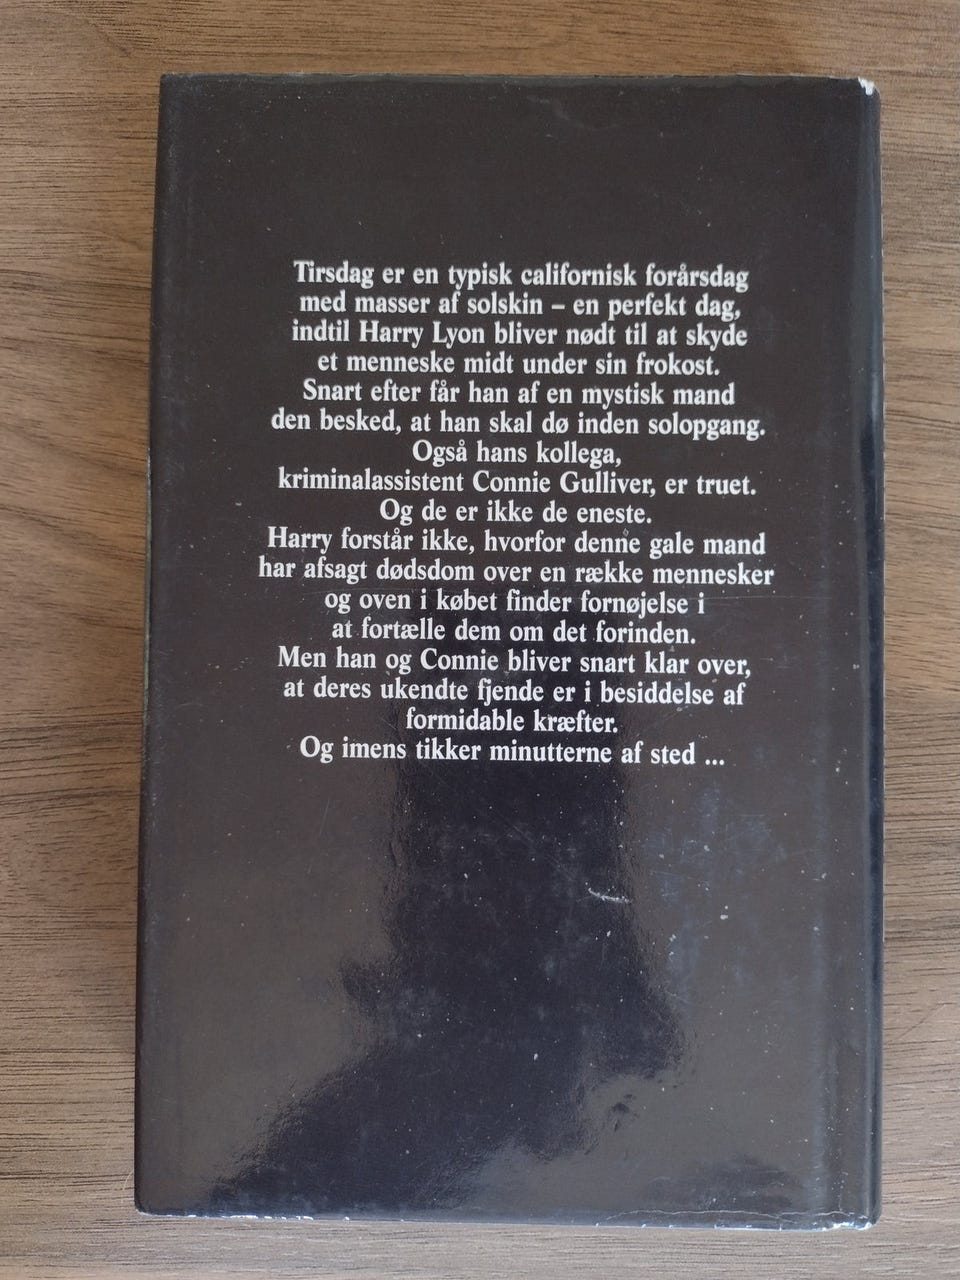 Tirsdag er en typisk californisk forårsdag
med masser af solskin – en perfekt dag,
indtil Harry Lyon bliver nødt til at skyde
et menneske midt under sin frokost.
Snart efter får han af en mystisk mand
den besked, at han skal dø inden solopgang.
Også hans kollega,
kriminalassistent Connie Gulliver, er truet.
Og de er ikke de eneste.
Harry forstår ikke, hvorfor denne gale mand
har afsagt dødsdom over en række mennesker
og oven i købet finder fornøjelse i
at fortælle dem om det forinden.
Men han og Connie bliver snart klar over,
at deres ukendte fjende er i besiddelse af
formidable kræfter.
Og imens tikker minutterne af sted ...